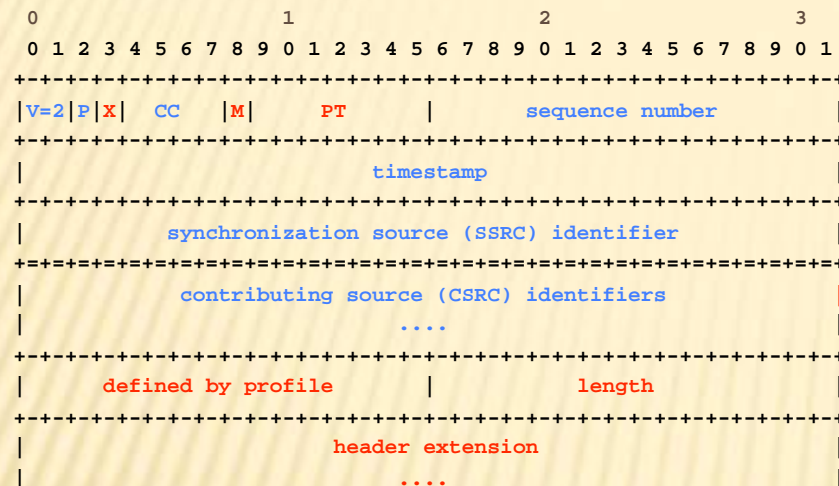 0                   1                   2                   3
0 1 2 3 4 5 6 7 8 9 0 1 2 3 4 5 6 7 8 9 0 1 2 3 4 5 6 7 8 9 0 1
+-+-+-+-+-+-+-+-+-+-+-+-+-+-+-+-+-+-+-+-+-+-+-+-+-+-+-+-+-+-+-+-+
|V=2|P|X|  CC   |M|     PT      |       sequence number         |
+-+-+-+-+-+-+-+-+-+-+-+-+-+-+-+-+-+-+-+-+-+-+-+-+-+-+-+-+-+-+-+-+
|                           timestamp                           |
+-+-+-+-+-+-+-+-+-+-+-+-+-+-+-+-+-+-+-+-+-+-+-+-+-+-+-+-+-+-+-+-+
|           synchronization source (SSRC) identifier            |
+=+=+=+=+=+=+=+=+=+=+=+=+=+=+=+=+=+=+=+=+=+=+=+=+=+=+=+=+=+=+=+=+
|            contributing source (CSRC) identifiers             |
|                             ....                              |
+-+-+-+-+-+-+-+-+-+-+-+-+-+-+-+-+-+-+-+-+-+-+-+-+-+-+-+-+-+-+-+-+
|      defined by profile       |           length              |
+-+-+-+-+-+-+-+-+-+-+-+-+-+-+-+-+-+-+-+-+-+-+-+-+-+-+-+-+-+-+-+-+
|                        header extension                       |
|                             ....                              |